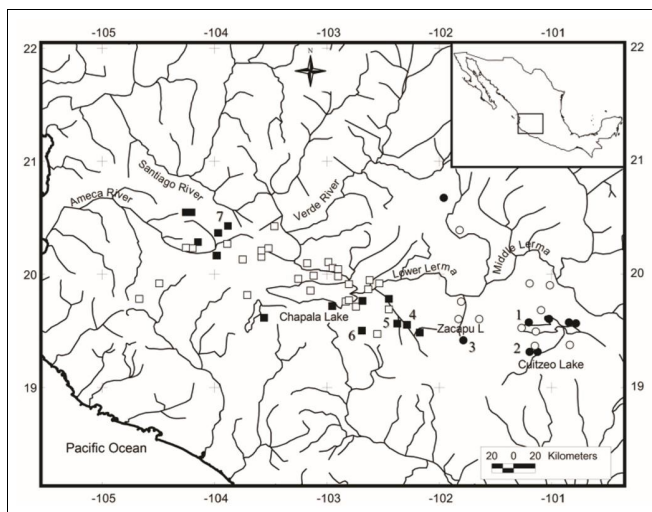 -105 -104 -103 -102 -101
22 22
N
21 21
Santiago River
Ameca River
Verde River
7
Middle Lerma
20 20
Lower Lerma
Chapala Lake
4 1
5 Zacapu L
6 3 2
Cuitzeo Lake
19 19
Pacific Ocean
20 0 20 Kilometers
-105 -104 -103 -102 -101